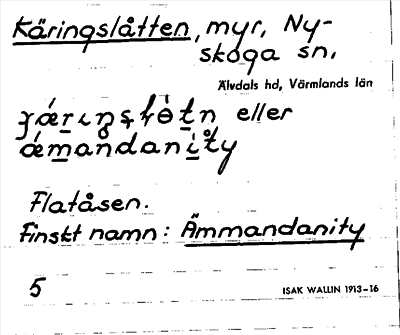 Käringslåtten, myr, Ny-
skoga sn,
Älvdals hd, Värmlands län
eller
Flatåsen.
Finskt namn: Ämmandanity
5
ISAK WALLIN 1913-16